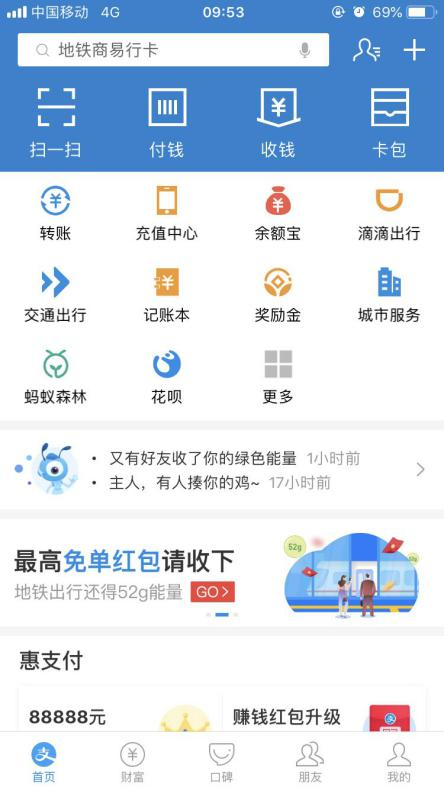 中国移动 4G 09:53 69%
地铁商易行卡
扫一扫 付钱 收钱 卡包
转账 充值中心 余额宝 滴滴出行
交通出行 记账本 奖励金 城市服务
蚂蚁森林 花呗 更多
• 又有好友收了你的绿色能量 1小时前
• 主人，有人揍你的鸡~ 17小时前
最高免单红包请收下
地铁出行还得52g能量 GO >
52g
惠支付
88888元 赚钱红包升级
首页 财富 口碑 朋友 我的